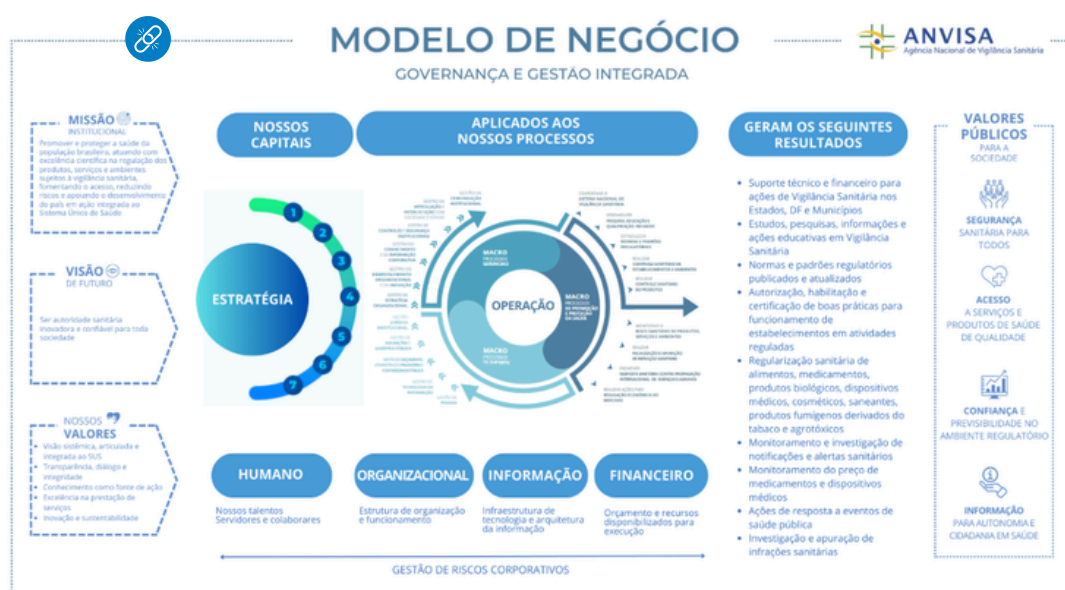 MODELO DE NEGÓCIO
GOVERNANÇA E GESTÃO INTEGRADA
ANVISA
Agência Nacional de Vigilância Sanitária
MISSÃO
INSTITUCIONAL
Promover e proteger a saúde da
população brasileira, atuando com
excelência científica na regulação dos
produtos, serviços e ambientes
sujeitos à vigilância sanitária,
fomentando o acesso, reduzindo
riscos e apoiando o desenvolvimento
do país em ação integrada ao
Sistema Único de Saúde
VISÃO
DE FUTURO
Ser autoridade sanitária
inovadora e confiável para toda
sociedade
NOSSOS
VALORES
Visão sistêmica, articulada e
integrada ao SUS
Transparência, diálogo e
integridade
Conhecimento como fonte de ação
Excelência na prestação de
serviços
Inovação e sustentabilidade
NOSSOS
CAPITAIS
ESTRATÉGIA
1
2
3
4
5
6
7
APLICADOS AOS
NOSSOS PROCESSOS
OPERAÇÃO
MACRO
PROCESSOS
GERENCIAIS
MACRO
PROCESSOS
DE PROMOÇÃO
E PROTEÇÃO
DA SAÚDE
MACRO
PROCESSOS
HUMANO
Nossos talentos
Servidores e colaborares
ORGANIZACIONAL
Estrutura de organização
e funcionamento
INFORMAÇÃO
Infraestrutura de
tecnologia e arquitetura
da informação
FINANCEIRO
Orçamento e recursos
disponibilizados para
execução
GESTÃO DE RISCOS CORPORATIVOS
GERAM OS SEGUINTES
RESULTADOS
Suporte técnico e financeiro para
ações de Vigilância Sanitária nos
Estados, DF e Municípios
Estudos, pesquisas, informações e
ações educativas em Vigilância
Sanitária
Normas e padrões regulatórios
publicados e atualizados
Autorização, habilitação e
certificação de boas práticas para
funcionamento de
estabelecimentos em atividades
reguladas
Regularização sanitária de
alimentos, medicamentos,
produtos biológicos, dispositivos
médicos, cosméticos, saneantes,
produtos fumígenos derivados do
tabaco e agrotóxicos
Monitoramento e investigação de
notificações e alertas sanitários
Monitoramento do preço de
medicamentos e dispositivos
médicos
Ações de resposta a eventos de
saúde pública
Investigação e apuração de
infrações sanitárias
VALORES
PÚBLICOS
PARA A
SOCIEDADE
SEGURANÇA
SANITÁRIA PARA
TODOS
ACESSO
A SERVIÇOS E
PRODUTOS DE SAÚDE
DE QUALIDADE
CONFIANÇA E
PREVISIBILIDADE NO
AMBIENTE REGULATÓRIO
INFORMAÇÃO
PARA AUTONOMIA E
CIDADANIA EM SAÚDE